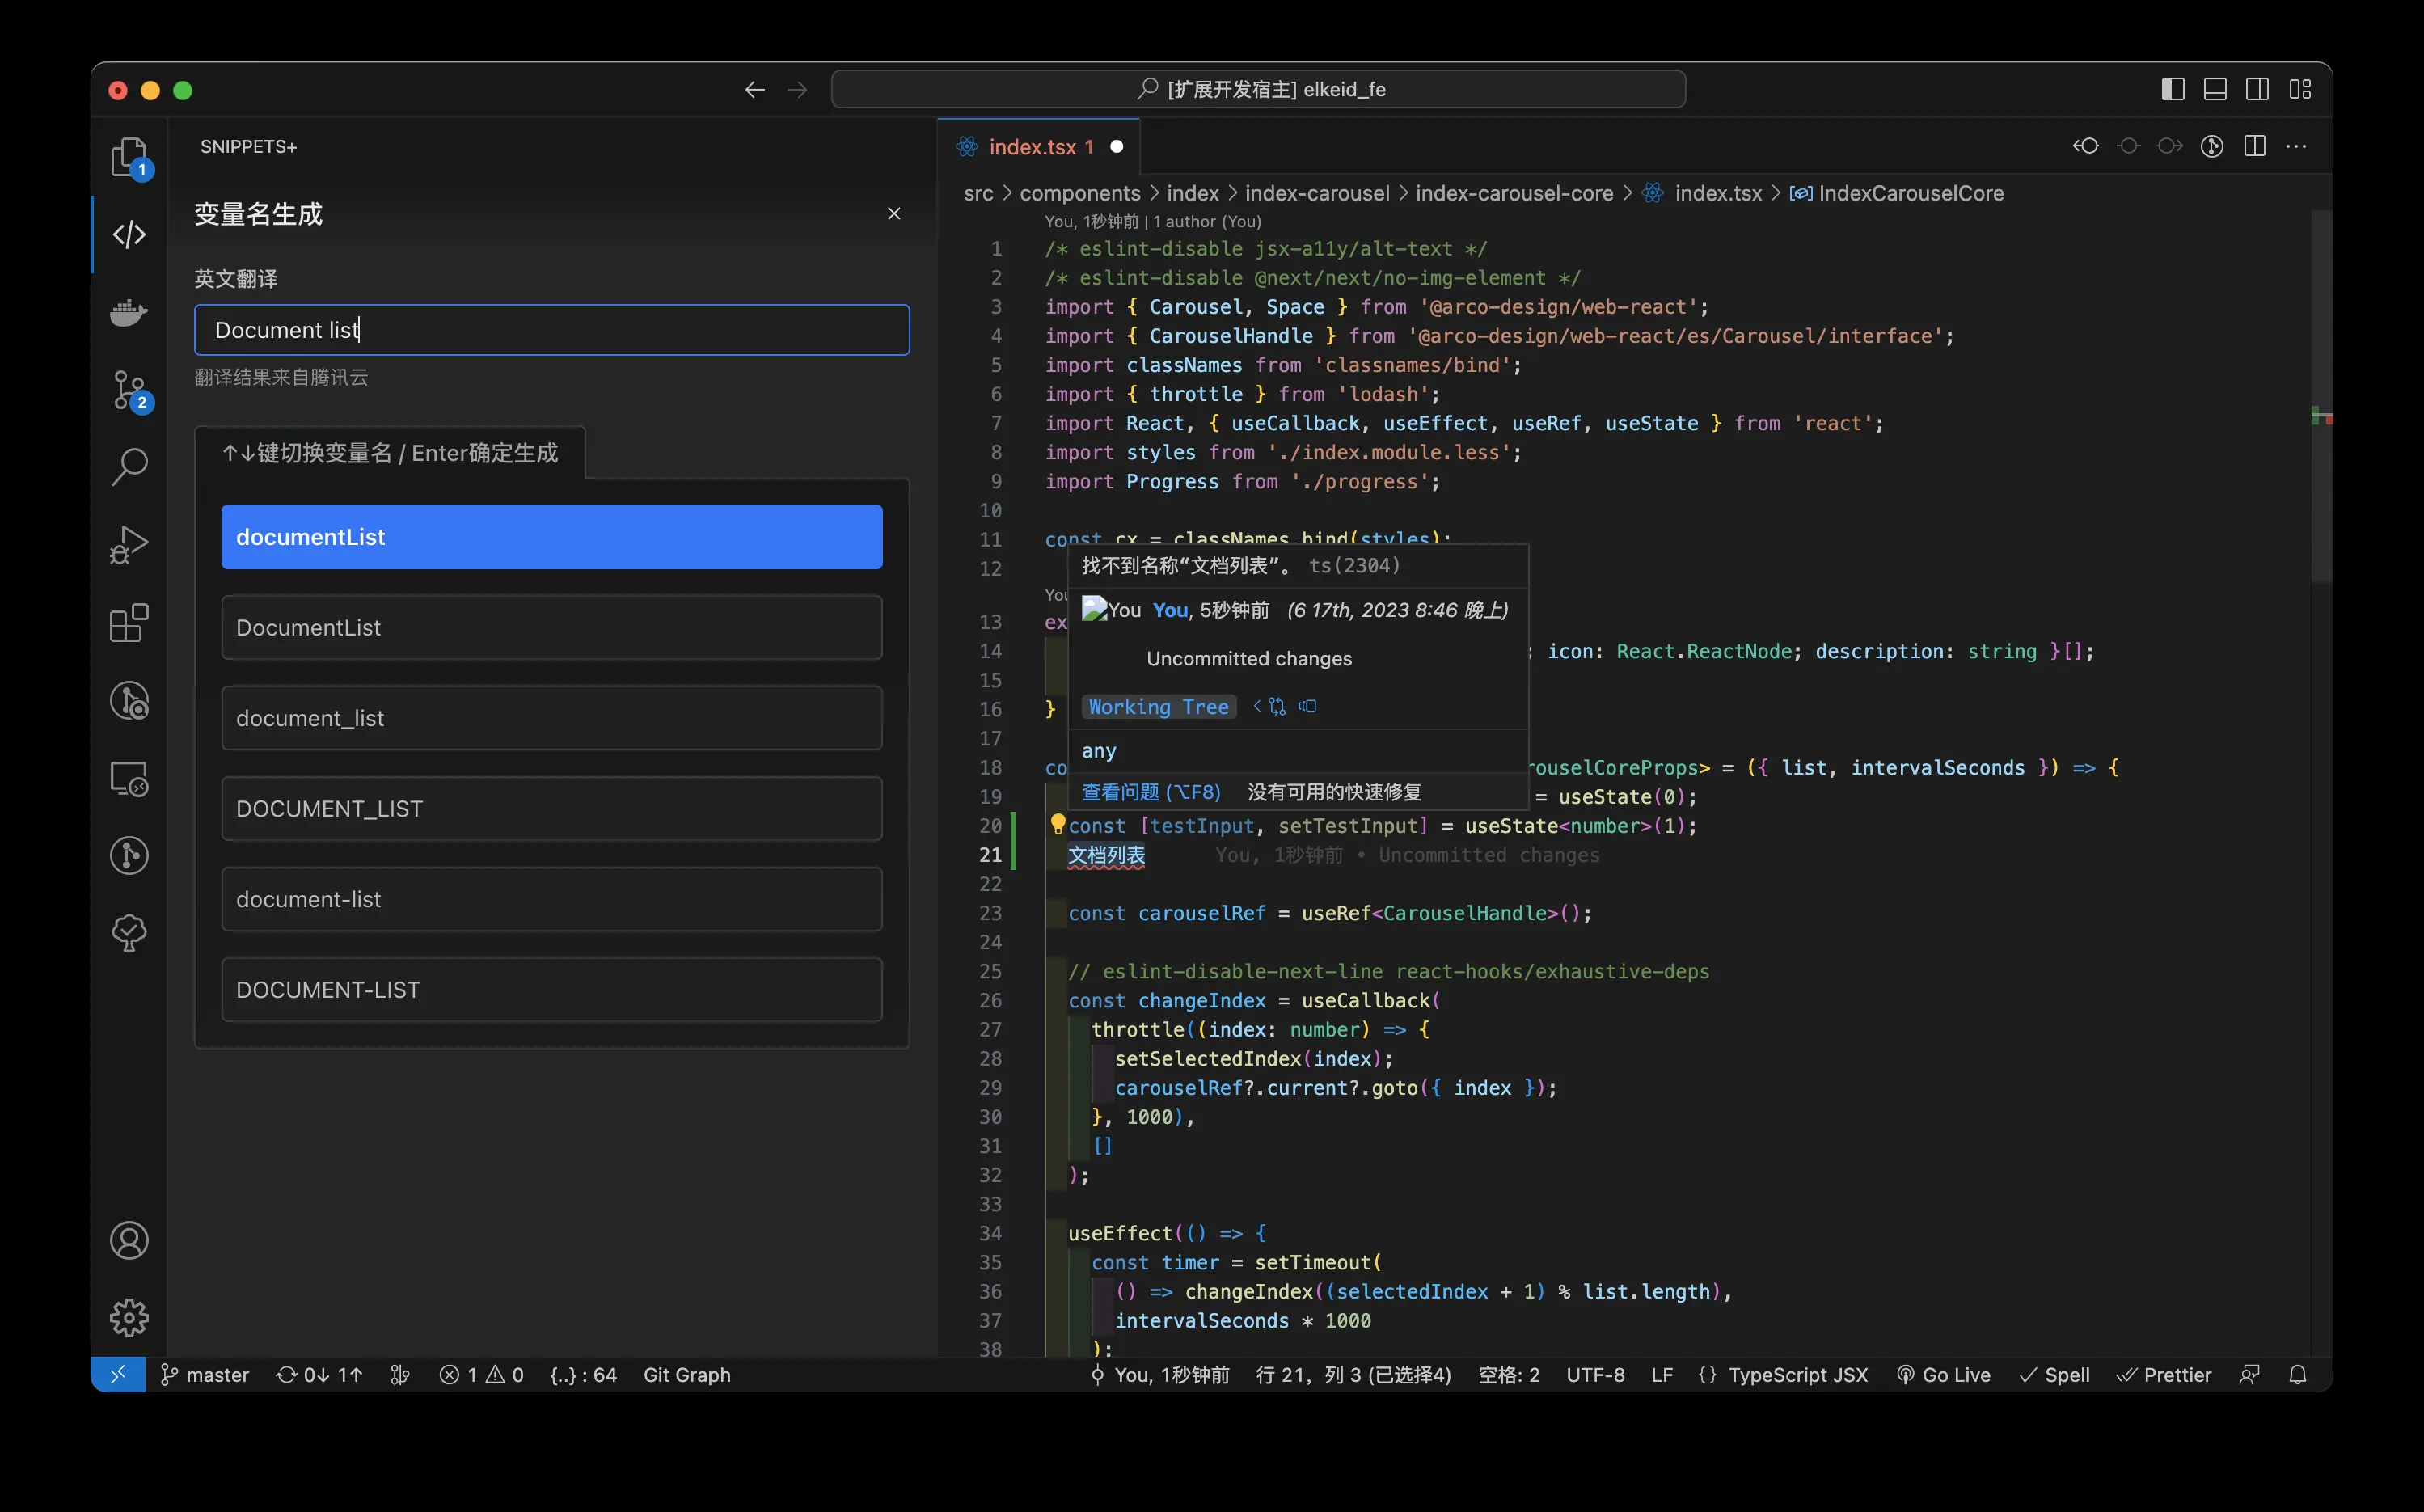 [扩展开发宿主] elkeid_fe
SNIPPETS+
变量名生成
英文翻译
Document list
翻译结果来自腾讯云
↑↓键切换变量名 / Enter确定生成
documentList
DocumentList
document_list
DOCUMENT_LIST
document-list
DOCUMENT-LIST
1
2
index.tsx 1
src > components > index > index-carousel > index-carousel-core > index.tsx > IndexCarouselCore
You, 1秒钟前 | 1 author (You)
1 /* eslint-disable jsx-a11y/alt-text */
2 /* eslint-disable @next/next/no-img-element */
3 import { Carousel, Space } from '@arco-design/web-react';
4 import { CarouselHandle } from '@arco-design/web-react/es/Carousel/interface';
5 import classNames from 'classnames/bind';
6 import { throttle } from 'lodash';
7 import React, { useCallback, useEffect, useRef, useState } from 'react';
8 import styles from './index.module.less';
9 import Progress from './progress';
10
11 const cx = classNames.bind(styles);
12
找不到名称“文档列表”。 ts(2304)
You You, 5秒钟前 (6 17th, 2023 8:46 晚上)
Uncommitted changes
Working Tree
any
查看问题 (⌥F8) 没有可用的快速修复
You
13 ex
14 ; icon: React.ReactNode; description: string }[];
15
16 }
17
18 co rouselCoreProps> = ({ list, intervalSeconds }) => {
19 = useState(0);
20 const [testInput, setTestInput] = useState<number>(1);
21 文档列表 You, 1秒钟前 • Uncommitted changes
22
23 const carouselRef = useRef<CarouselHandle>();
24
25 // eslint-disable-next-line react-hooks/exhaustive-deps
26 const changeIndex = useCallback(
27 throttle((index: number) => {
28 setSelectedIndex(index);
29 carouselRef?.current?.goto({ index });
30 }, 1000),
31 []
32 );
33
34 useEffect(() => {
35 const timer = setTimeout(
36 () => changeIndex((selectedIndex + 1) % list.length),
37 intervalSeconds * 1000
38 );
master 0↓ 1↑ 1 0 {..} : 64 Git Graph You, 1秒钟前 行 21，列 3 (已选择4) 空格: 2 UTF-8 LF {} TypeScript JSX Go Live Spell Prettier